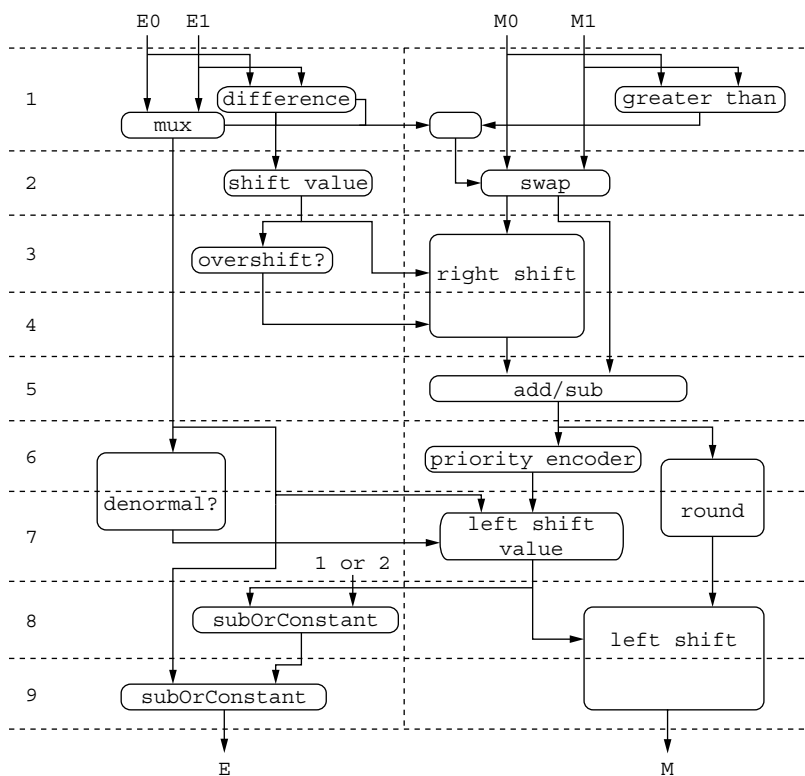 E0 E1 M0 M1
1 difference greater than
mux
2 shift value swap
3 overshift? right shift
4
5 add/sub
6 priority encoder
denormal? round
7 left shift
value
1 or 2
8 subOrConstant left shift
9 subOrConstant
E M